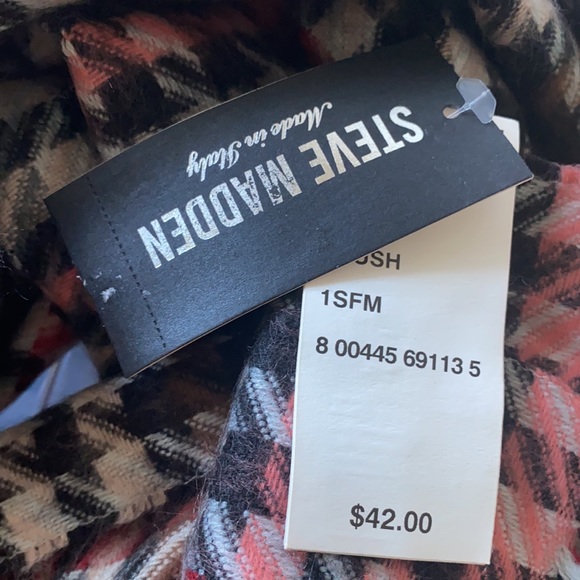 STEVE MADDEN
Made in Italy
1SFM
8 00445 69113 5
$42.00